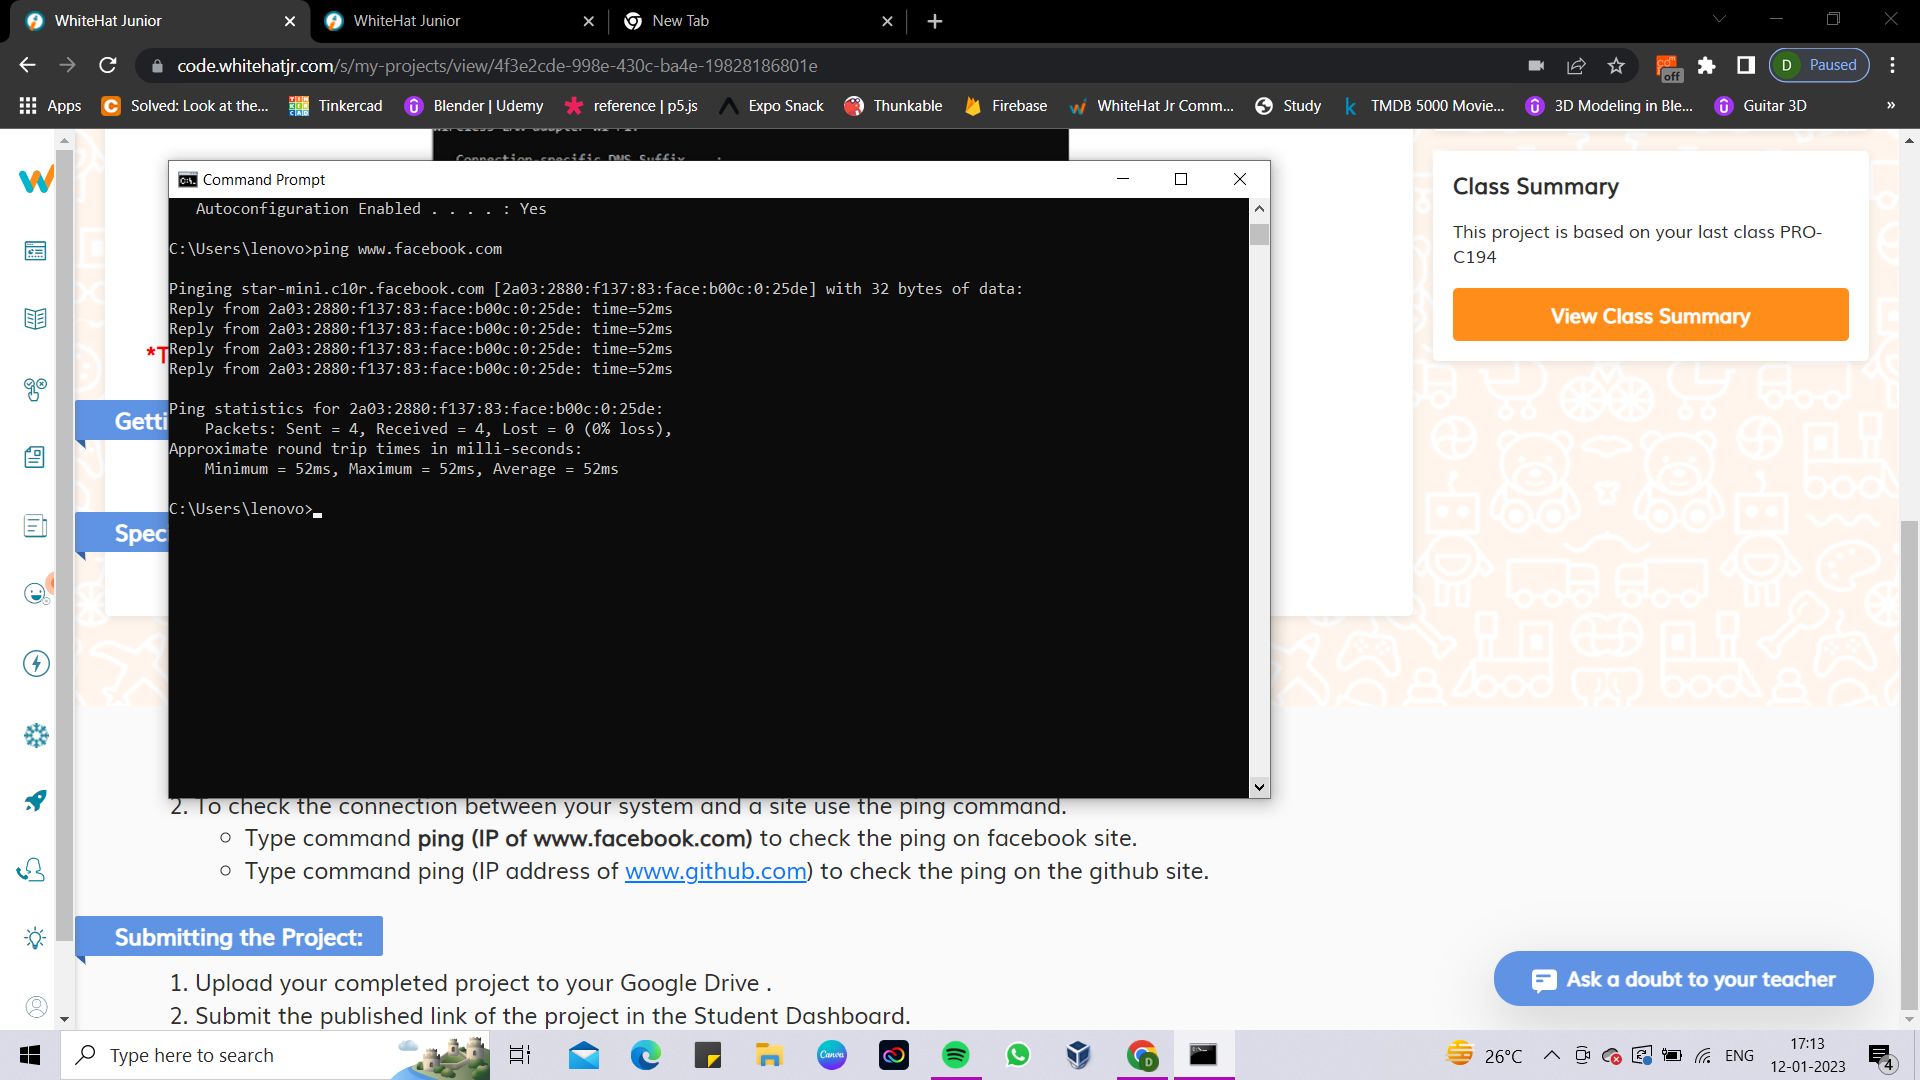 WhiteHat Junior
WhiteHat Junior
New Tab
code.whitehatjr.com/s/my-projects/view/4f3e2cde-998e-430c-ba4e-19828186801e
off
D Paused
Apps
Solved: Look at the...
Tinkercad
Blender | Udemy
reference | p5.js
Expo Snack
Thunkable
Firebase
WhiteHat Jr Comm...
Study
TMDB 5000 Movie...
3D Modeling in Ble...
Guitar 3D
»
Connection-specific DNS Suffix . :
Command Prompt
Autoconfiguration Enabled . . . . : Yes
C:\Users\lenovo>ping www.facebook.com
Pinging star-mini.c10r.facebook.com [2a03:2880:f137:83:face:b00c:0:25de] with 32 bytes of data:
Reply from 2a03:2880:f137:83:face:b00c:0:25de: time=52ms
Reply from 2a03:2880:f137:83:face:b00c:0:25de: time=52ms
Reply from 2a03:2880:f137:83:face:b00c:0:25de: time=52ms
Reply from 2a03:2880:f137:83:face:b00c:0:25de: time=52ms
Ping statistics for 2a03:2880:f137:83:face:b00c:0:25de:
Packets: Sent = 4, Received = 4, Lost = 0 (0% loss),
Approximate round trip times in milli-seconds:
Minimum = 52ms, Maximum = 52ms, Average = 52ms
C:\Users\lenovo>
*T
Getti
Speci
Class Summary
This project is based on your last class PRO-
C194
View Class Summary
2. To check the connection between your system and a site use the ping command.
Type command ping (IP of www.facebook.com) to check the ping on facebook site.
Type command ping (IP address of www.github.com) to check the ping on the github site.
Submitting the Project:
1. Upload your completed project to your Google Drive .
2. Submit the published link of the project in the Student Dashboard.
Ask a doubt to your teacher
Type here to search
Canva
D
26°C
ENG
17:13
12-01-2023
4